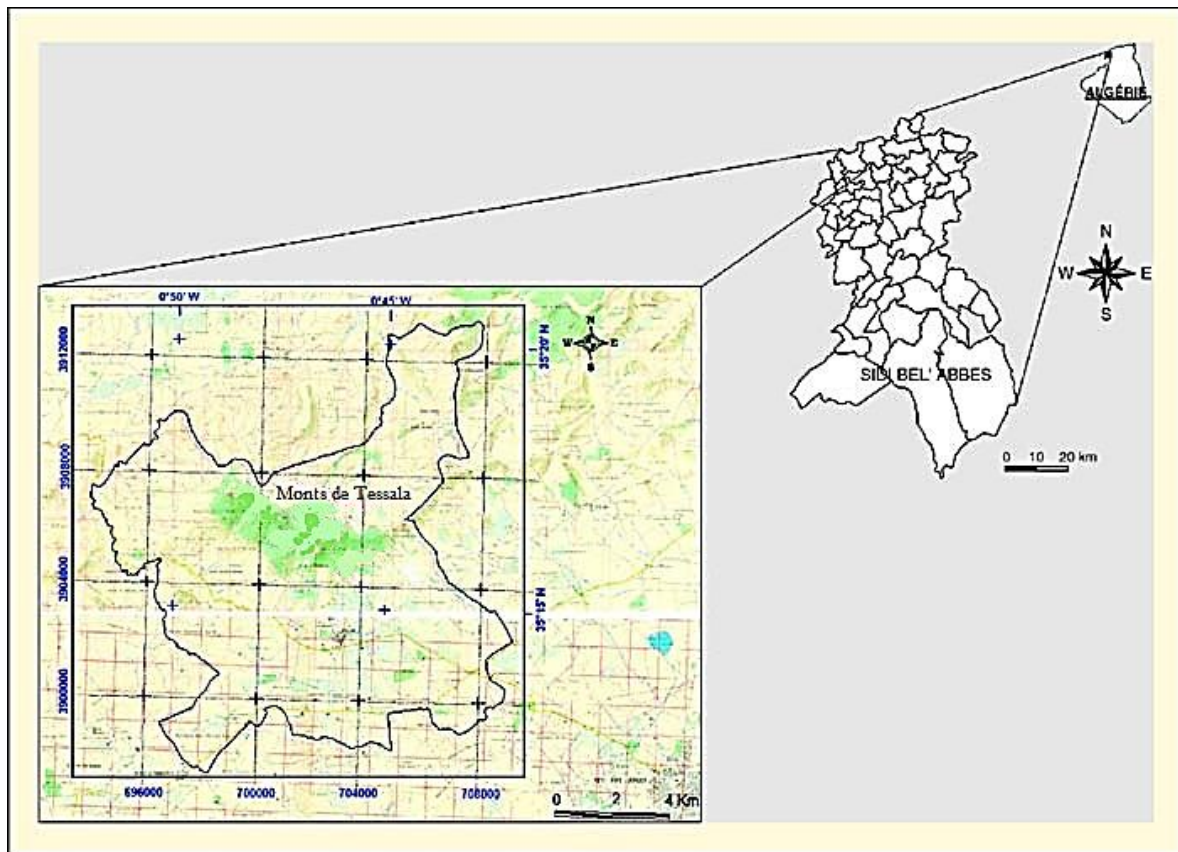 ALGÉRIE
N
W E
S
SIDI BEL' ABBES
0 10 20 km
0°50' W
0°45' W
N
W E
S
3912000
35°20' N
3908000
Monts de Tessala
3904000
35°15' N
3900000
696000
700000
704000
708000
0 2 4 Km